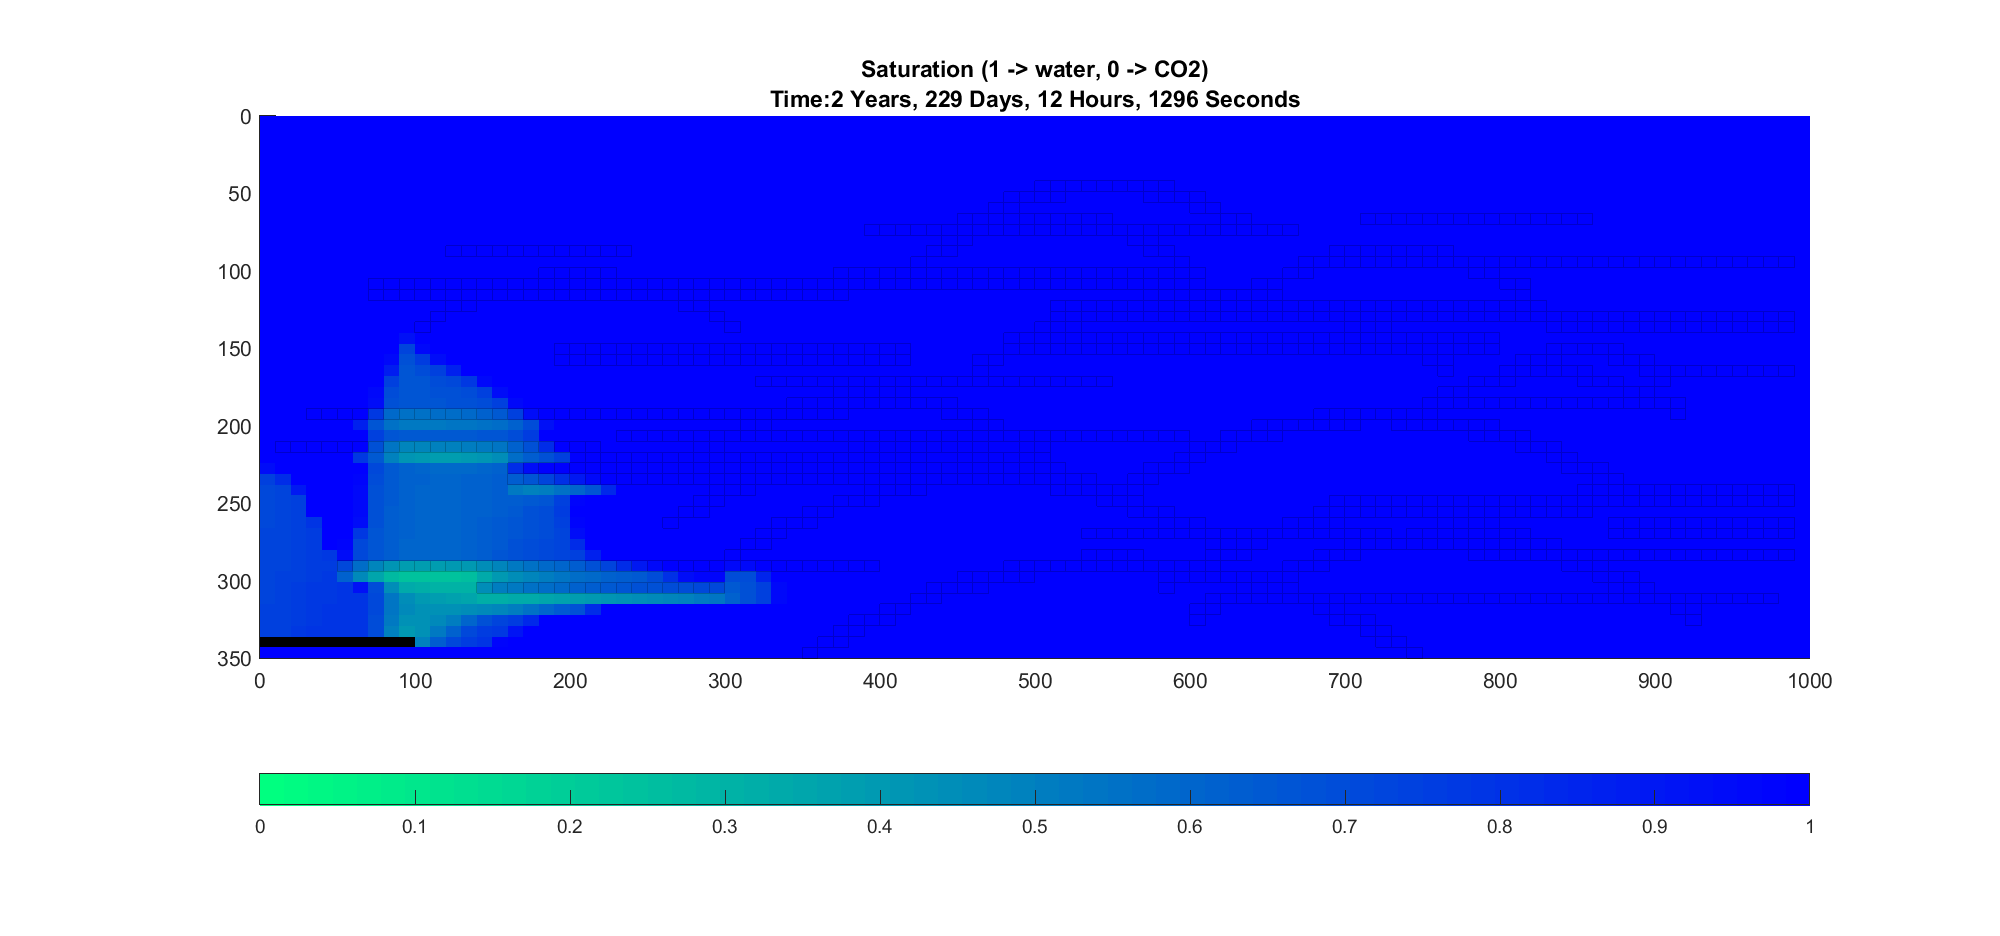 Saturation (1 -> water, 0 -> CO2)
Time:2 Years, 229 Days, 12 Hours, 1296 Seconds
0
50
100
150
200
250
300
350
0 100 200 300 400 500 600 700 800 900 1000
0 0.1 0.2 0.3 0.4 0.5 0.6 0.7 0.8 0.9 1